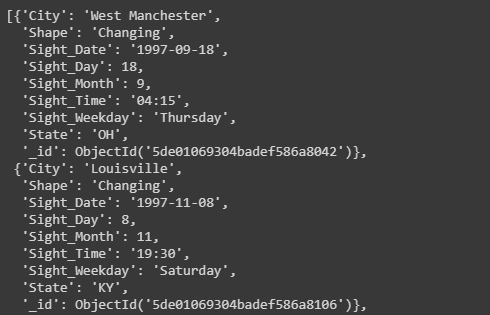 [{'City': 'West Manchester',
'Shape': 'Changing',
'Sight_Date': '1997-09-18',
'Sight_Day': 18,
'Sight_Month': 9,
'Sight_Time': '04:15',
'Sight_Weekday': 'Thursday',
'State': 'OH',
'_id': ObjectId('5de01069304badef586a8042')},
{'City': 'Louisville',
'Shape': 'Changing',
'Sight_Date': '1997-11-08',
'Sight_Day': 8,
'Sight_Month': 11,
'Sight_Time': '19:30',
'Sight_Weekday': 'Saturday',
'State': 'KY',
'_id': ObjectId('5de01069304badef586a8106')},